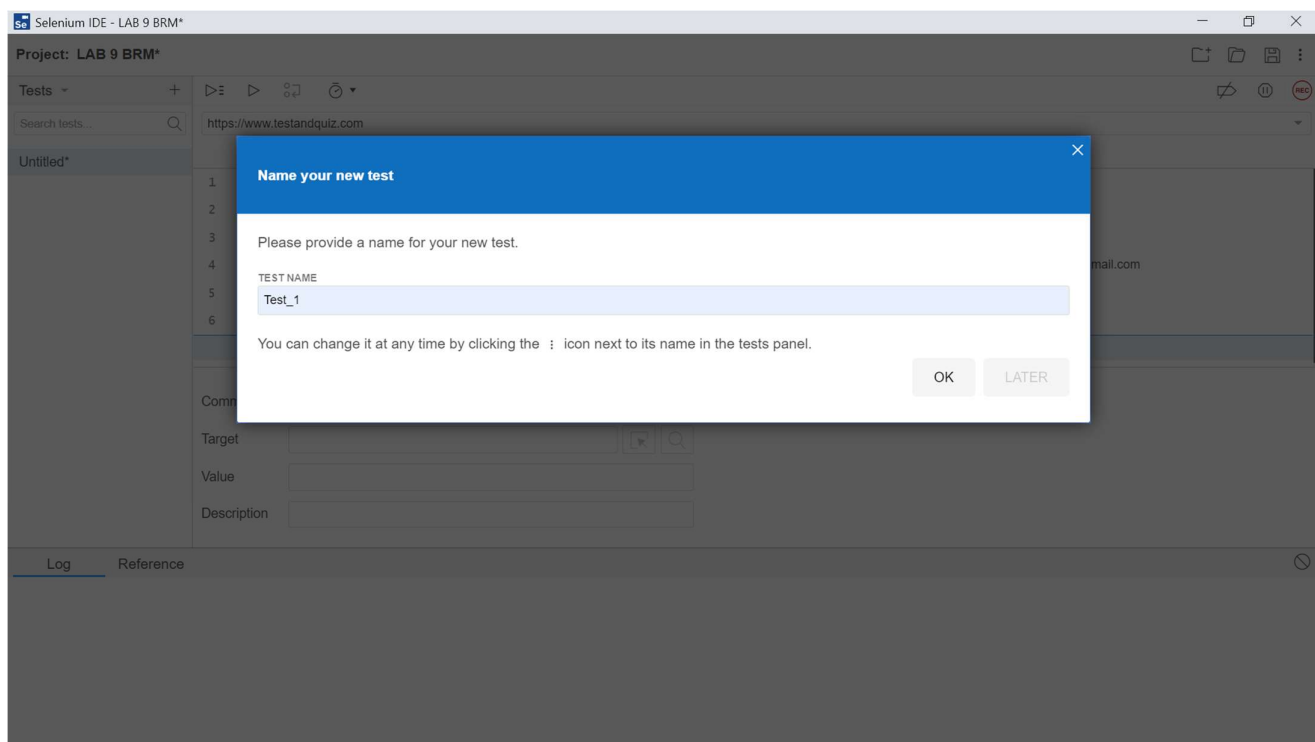 Se Selenium IDE - LAB 9 BRM*
Project: LAB 9 BRM*
Tests
Search tests...
https://www.testandquiz.com
REC
Untitled*
Name your new test
Please provide a name for your new test.
TEST NAME
Test_1
You can change it at any time by clicking the ⋮ icon next to its name in the tests panel.
OK LATER
1
2
3
4 mail.com
5
6
Comm
Target
Value
Description
Log Reference